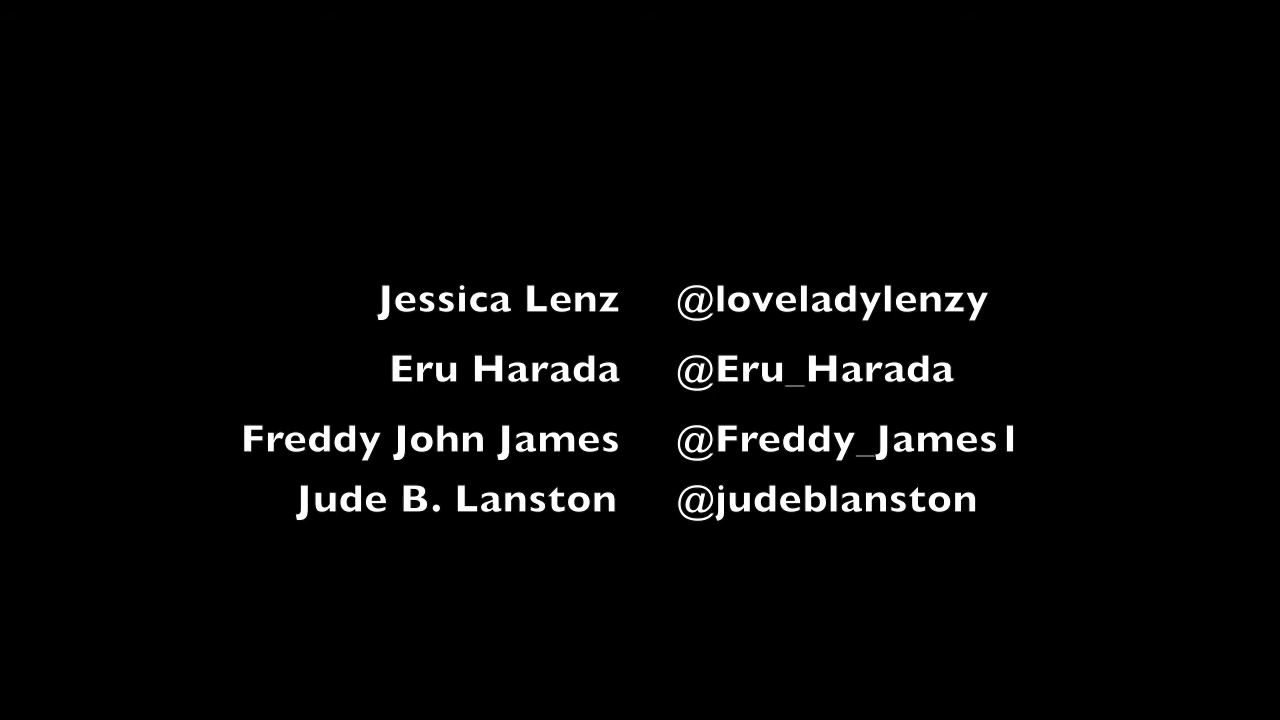 Jessica Lenz @loveladylenzy
Eru Harada @Eru_Harada
Freddy John James @Freddy_James1
Jude B. Lanston @judeblanston